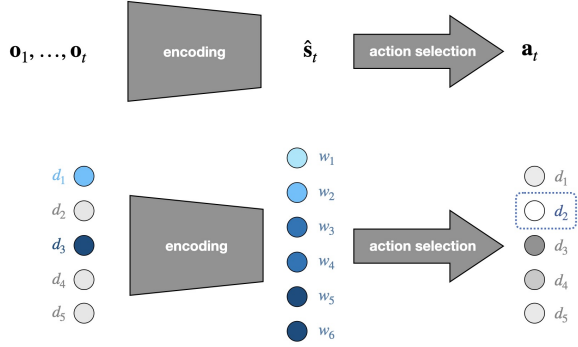 o₁, …, oₜ encoding ŝₜ action selection aₜ
d₁ w₁ d₁
d₂ w₂ d₂
d₃ encoding w₃ action selection d₃
d₄ w₄ d₄
d₅ w₅ d₅
w₆